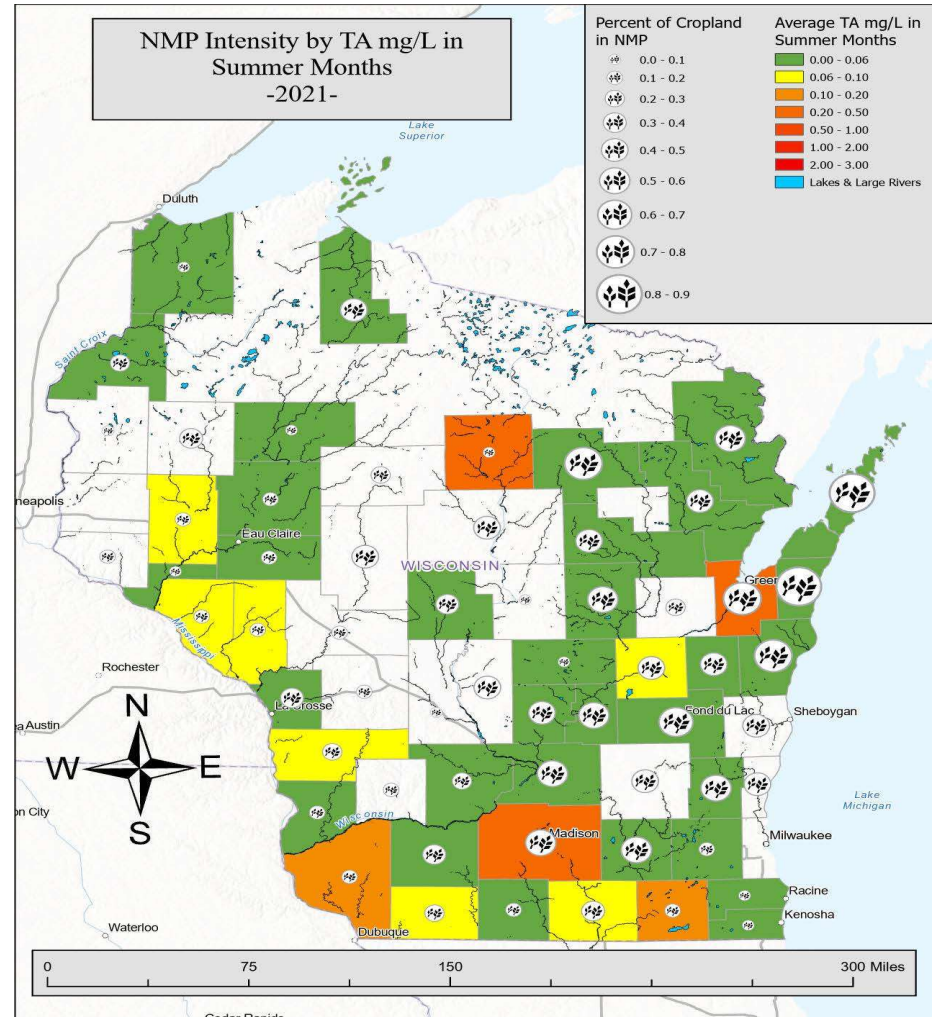 NMP Intensity by TA mg/L in
Summer Months
-2021-
Percent of Cropland
in NMP
0.0 - 0.1
0.1 - 0.2
0.2 - 0.3
0.3 - 0.4
0.4 - 0.5
0.5 - 0.6
0.6 - 0.7
0.7 - 0.8
0.8 - 0.9
Average TA mg/L in
Summer Months
0.00 - 0.06
0.06 - 0.10
0.10 - 0.20
0.20 - 0.50
0.50 - 1.00
1.00 - 2.00
2.00 - 3.00
Lakes & Large Rivers
Lake
Superior
Duluth
Saint Croix
neapolis
Eau Claire
WISCONSIN
Green
Mississippi
Rochester
La Crosse
Fond du Lac
Sheboygan
Austin
N
W
E
S
on City
Wisconsin
Lake
Michigan
Madison
Milwaukee
Racine
Kenosha
Waterloo
Dubuque
0
75
150
300 Miles
Cedar Rapids